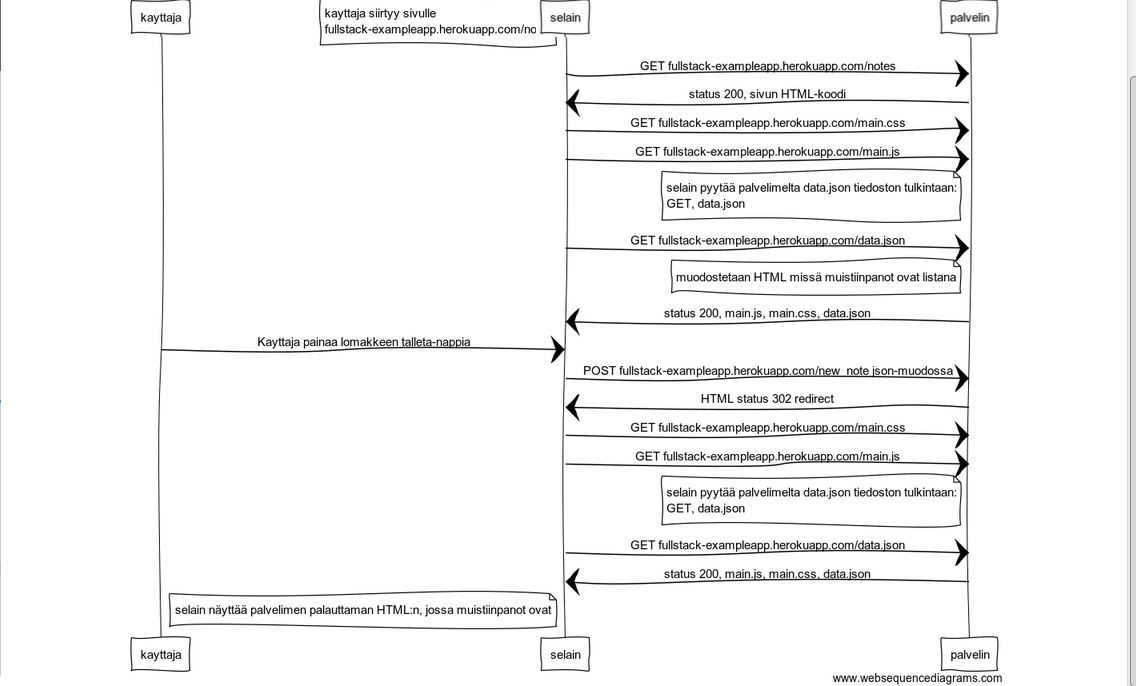 kayttaja
kayttaja siirtyy sivulle
fullstack-exampleapp.herokuapp.com/no
selain
palvelin
GET fullstack-exampleapp.herokuapp.com/notes
status 200, sivun HTML-koodi
GET fullstack-exampleapp.herokuapp.com/main.css
GET fullstack-exampleapp.herokuapp.com/main.js
selain pyytää palvelimelta data.json tiedoston tulkintaan:
GET, data.json
GET fullstack-exampleapp.herokuapp.com/data.json
muodostetaan HTML missä muistiinpanot ovat listana
status 200, main.js, main.css, data.json
Kayttaja painaa lomakkeen talleta-nappia
POST fullstack-exampleapp.herokuapp.com/new_note json-muodossa
HTML status 302 redirect
GET fullstack-exampleapp.herokuapp.com/main.css
GET fullstack-exampleapp.herokuapp.com/main.js
selain pyytää palvelimelta data.json tiedoston tulkintaan:
GET, data.json
GET fullstack-exampleapp.herokuapp.com/data.json
status 200, main.js, main.css, data.json
selain näyttää palvelimen palauttaman HTML:n, jossa muistiinpanot ovat
kayttaja
selain
palvelin
www.websequencediagrams.com